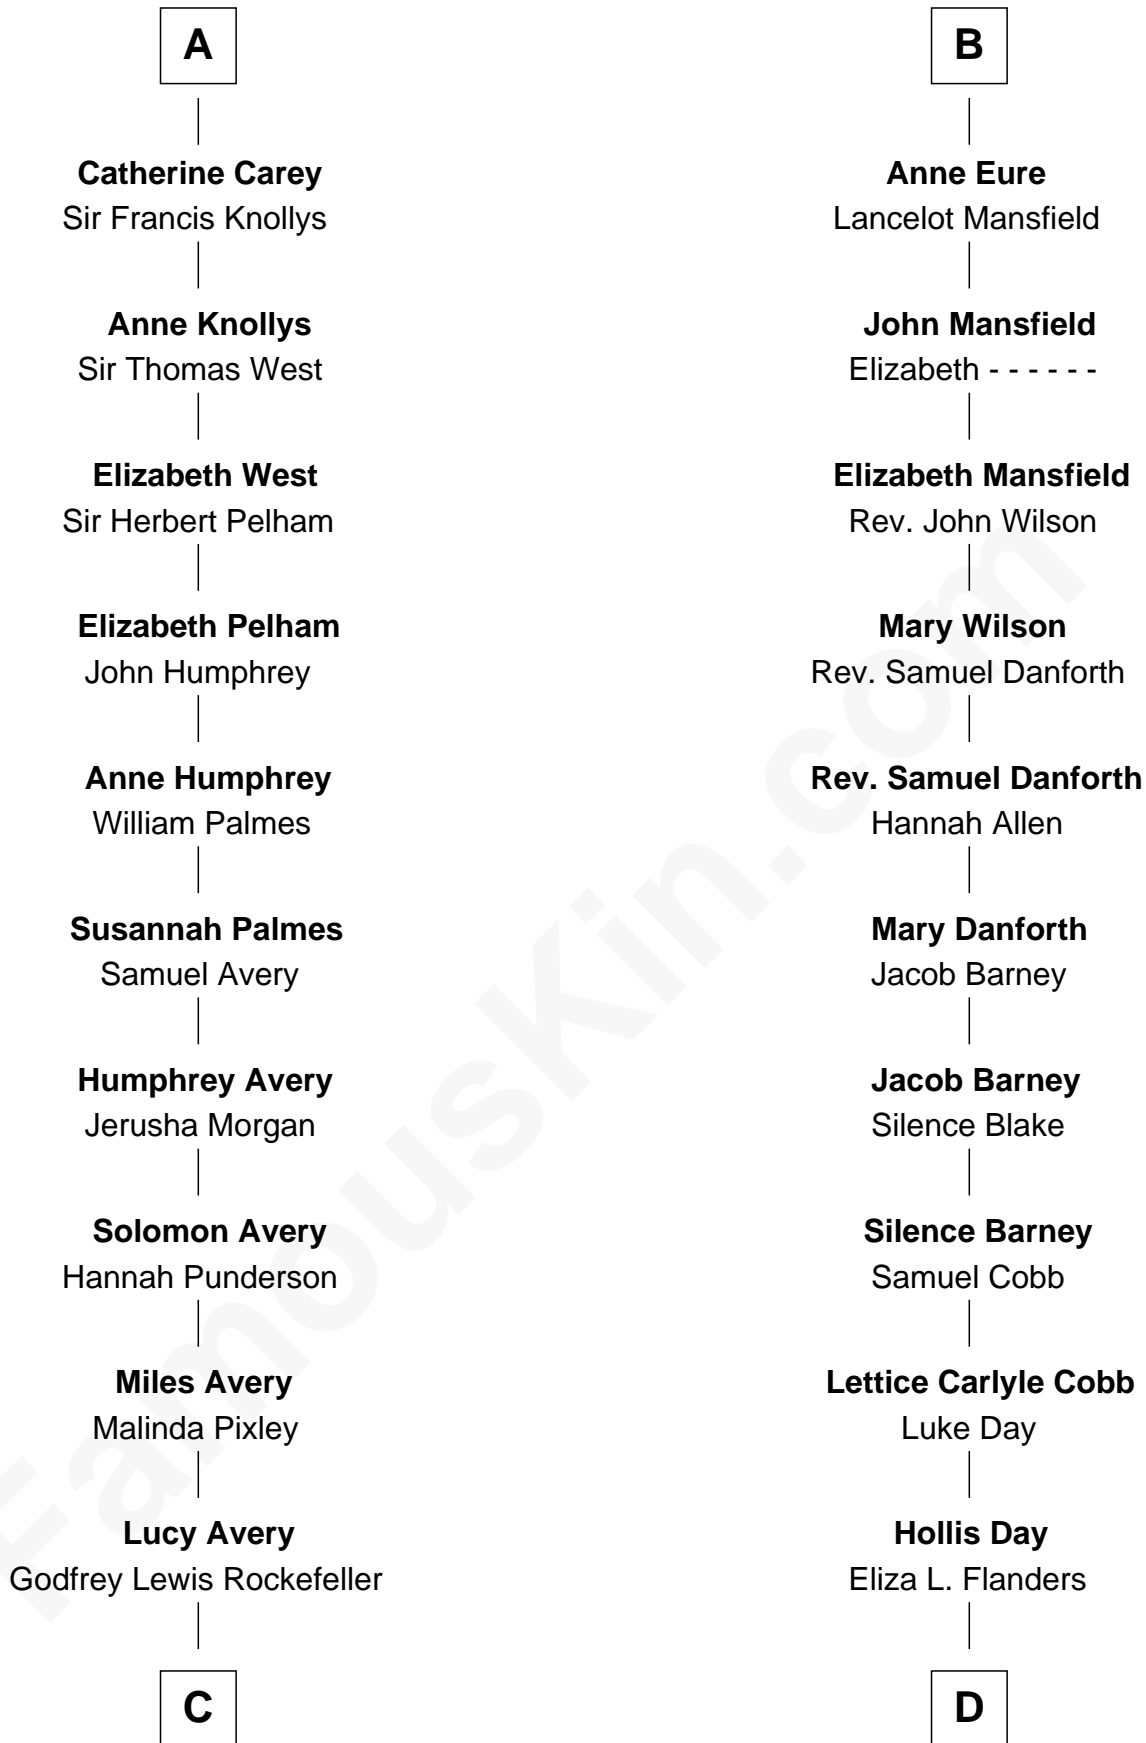 A
Catherine Carey
Sir Francis Knollys
Anne Knollys
Sir Thomas West
Elizabeth West
Sir Herbert Pelham
Elizabeth Pelham
John Humphrey
Anne Humphrey
William Palmes
Susannah Palmes
Samuel Avery
Humphrey Avery
Jerusha Morgan
Solomon Avery
Hannah Punderson
Miles Avery
Malinda Pixley
Lucy Avery
Godfrey Lewis Rockefeller
C
B
Anne Eure
Lancelot Mansfield
John Mansfield
Elizabeth - - - - - -
Elizabeth Mansfield
Rev. John Wilson
Mary Wilson
Rev. Samuel Danforth
Rev. Samuel Danforth
Hannah Allen
Mary Danforth
Jacob Barney
Jacob Barney
Silence Blake
Silence Barney
Samuel Cobb
Lettice Carlyle Cobb
Luke Day
Hollis Day
Eliza L. Flanders
D
FamousKin.com